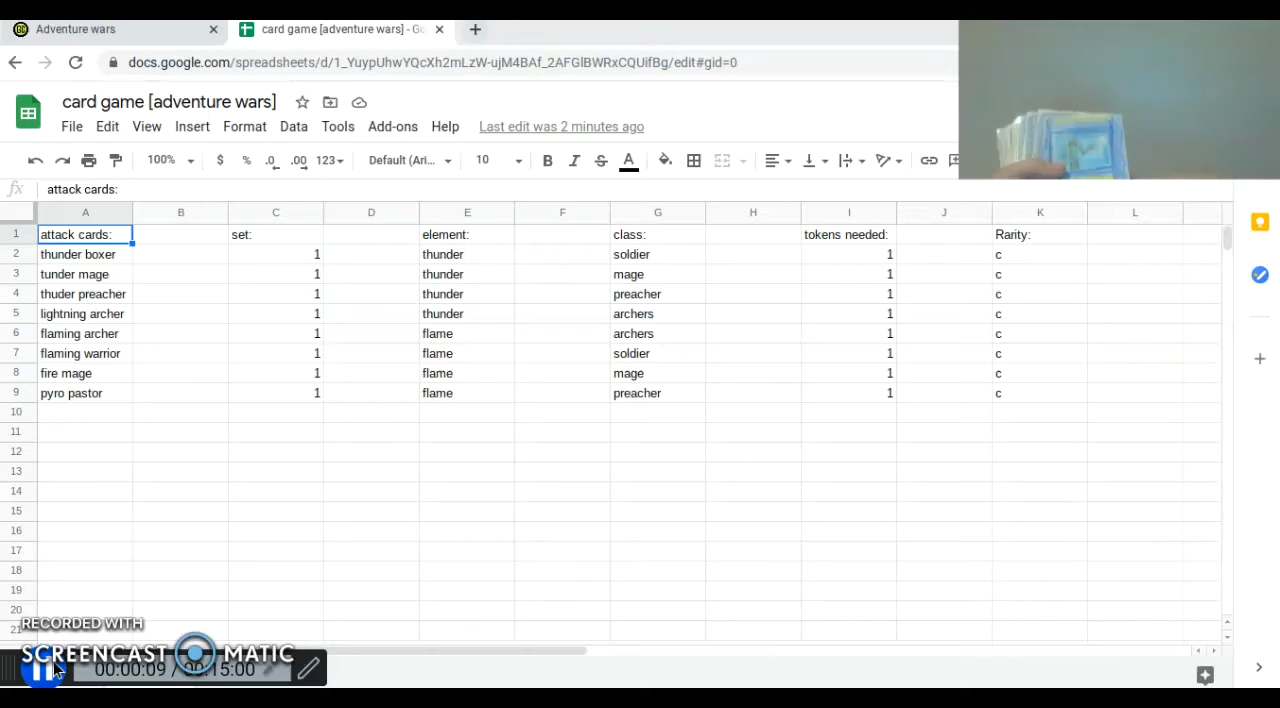 Adventure wars
card game [adventure wars] - Go
docs.google.com/spreadsheets/d/1_YuypUhwYQcXh2mLzW-ujM4BAf_2AFGlBWRxCQUifBg/edit#gid=0
card game [adventure wars]
File Edit View Insert Format Data Tools Add-ons Help Last edit was 2 minutes ago
100% $ % .0 .00 123 Default (Ari... 10 B I S A
fx attack cards:
A B C D E F G H I J K L
1 attack cards: set: element: class: tokens needed: Rarity:
2 thunder boxer 1 thunder soldier 1 c
3 tunder mage 1 thunder mage 1 c
4 thuder preacher 1 thunder preacher 1 c
5 lightning archer 1 thunder archers 1 c
6 flaming archer 1 flame archers 1 c
7 flaming warrior 1 flame soldier 1 c
8 fire mage 1 flame mage 1 c
9 pyro pastor 1 flame preacher 1 c
10
11
12
13
14
15
16
17
18
19
20
21
RECORDED WITH
SCREENCAST MATIC
00:00:09 / 00:15:00